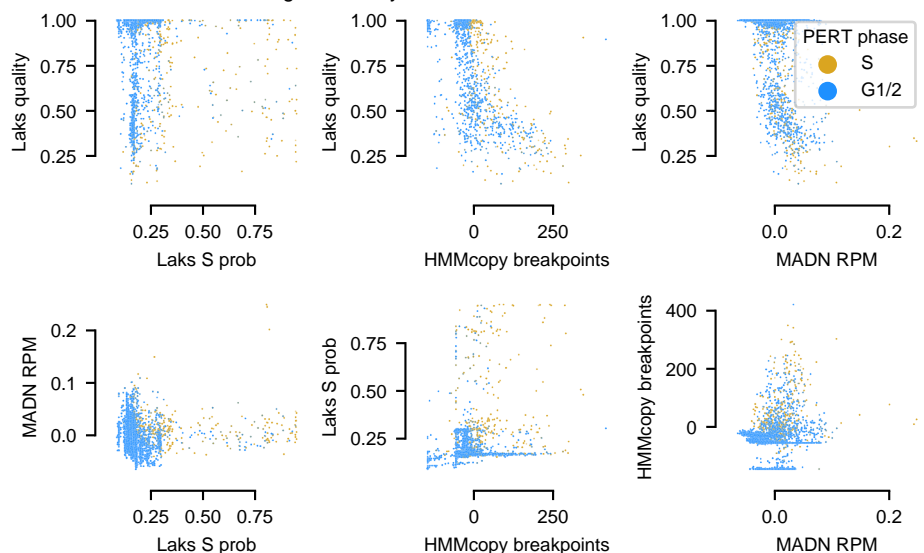 1.00
0.75
0.50
0.25
Laks quality
0.25 0.50 0.75
Laks S prob
1.00
0.75
0.50
0.25
Laks quality
0 250
HMMcopy breakpoints
1.00
0.75
0.50
0.25
Laks quality
0.0 0.2
MADN RPM
PERT phase
S
G1/2
0.2
0.1
0.0
MADN RPM
0.25 0.50 0.75
Laks S prob
0.75
0.50
0.25
Laks S prob
0 250
HMMcopy breakpoints
400
200
0
HMMcopy breakpoints
0.0 0.2
MADN RPM